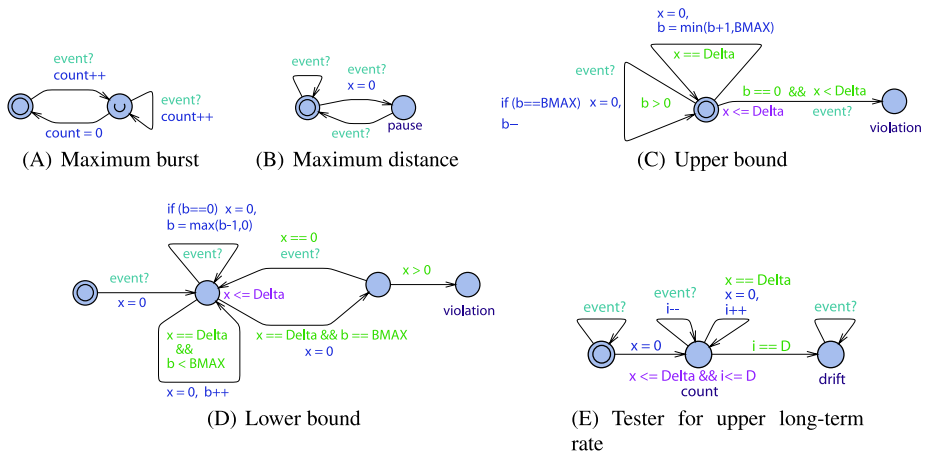 event?
count++
event?
count++
count = 0
(A) Maximum burst
event?
event?
x = 0
event?
pause
(B) Maximum distance
x = 0,
b = min(b+1,BMAX)
x == Delta
event?
if (b==BMAX) x = 0,
b–
b > 0
b == 0 && x < Delta
x <= Delta
event?
violation
(C) Upper bound
event?
x = 0
if (b==0) x = 0,
b = max(b-1,0)
event?
x <= Delta
x == 0
event?
x > 0
violation
x == Delta
&&
b < BMAX
x == Delta && b == BMAX
x = 0
x = 0, b++
(D) Lower bound
event?
x = 0
event?
i--
x == Delta
x = 0,
i++
event?
i == D
x <= Delta && i<= D
count
drift
(E) Tester for upper long-term
rate